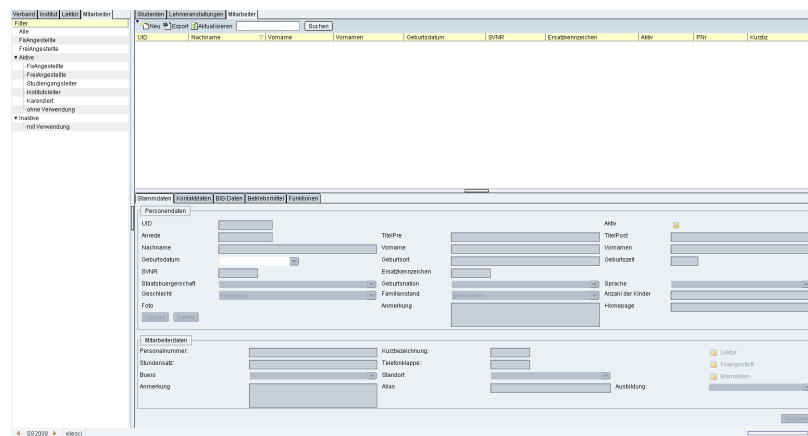 Verband Institut Lektor Mitarbeiter
Filter
Alle
FixAngestellte
FreiAngestellte
Aktive
FixAngestellte
FreiAngestellte
Studiengangsleiter
Institutsleiter
Karenziert
ohne Verwendung
Inaktive
mit Verwendung
Studenten Lehrveranstaltungen Mitarbeiter
Neu Export Aktualisieren Suchen
UID Nachname Vorname Vornamen Geburtsdatum SVNR Ersatzkennzeichen Aktiv PNr Kurzbz
Stammdaten Kontaktdaten BIS-Daten Betriebsmittel Funktionen
Personendaten
UID Aktiv
Anrede TitelPre TitelPost
Nachname Vorname Vornamen
Geburtsdatum Geburtsort Geburtszeit
SVNR Ersatzkennzeichen
Staatsbuergerschaft Geburtsnation Sprache
Geschlecht maennlich Familienstand geschieden Anzahl der Kinder
Foto Anmerkung Homepage
Upload Delete
Mitarbeiterdaten
Personalnummer: Kurzbezeichnung: Lektor
Stundensatz: Telefonklappe: Fixangestellt
Buero Standort Bismelden
Anmerkung Alias Ausbildung:
SS2008 vilesci